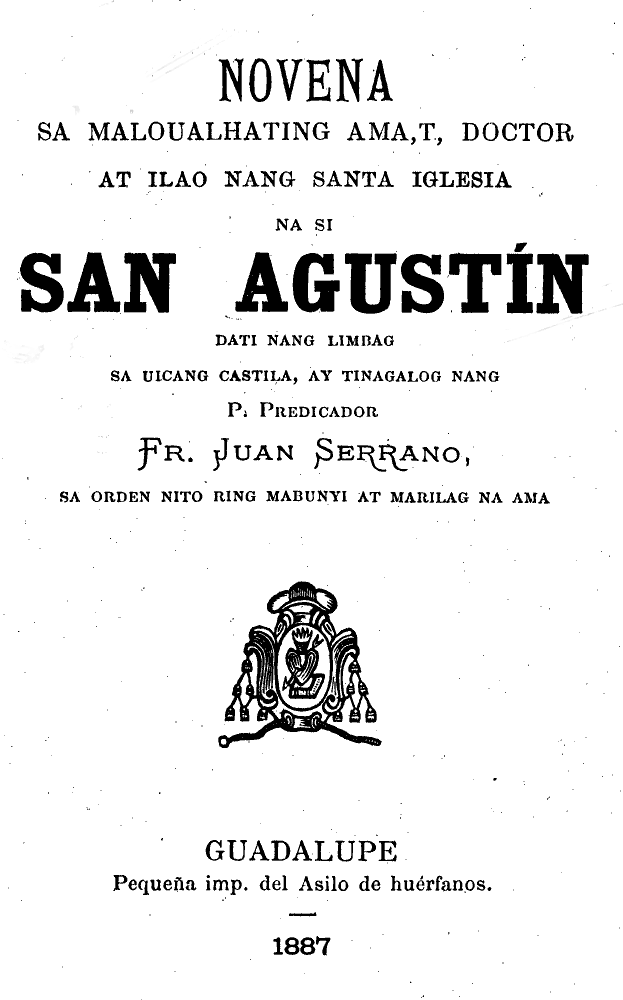 NOVENA
SA MALOUALHATING AMA,T, DOCTOR
AT ILAO NANG SANTA IGLESIA
NA SI
SAN AGUSTÍN
DATI NANG LIMBAG
SA UICANG CASTILA, AY TINAGALOG NANG
P. PREDICADOR
FR. JUAN SERRANO,
SA ORDEN NITO RING MABUNYI AT MARILAG NA AMA
GUADALUPE
Pequeña imp. del Asilo de huérfanos.
1887